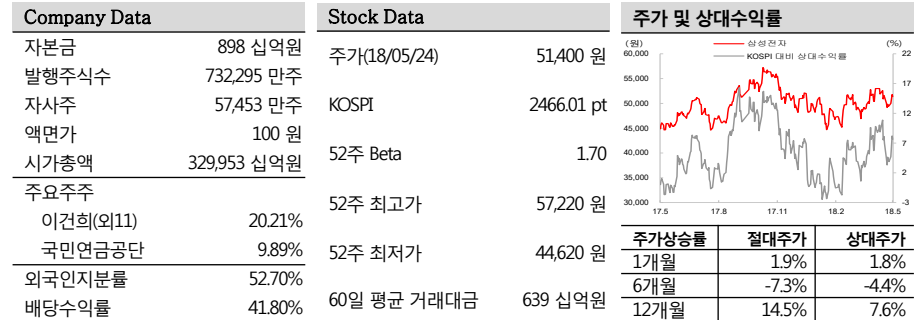 Company Data
자본금 898 십억원
발행주식수 732,295 만주
자사주 57,453 만주
액면가 100 원
시가총액 329,953 십억원
주요주주
이건희(외11) 20.21%
국민연금공단 9.89%
외국인지분률 52.70%
배당수익률 41.80%
Stock Data
주가(18/05/24) 51,400 원
KOSPI 2466.01 pt
52주 Beta 1.70
52주 최고가 57,220 원
52주 최저가 44,620 원
60일 평균 거래대금 639 십억원
주가 및 상대수익률
(원) 삼성전자 (%)
KOSPI 대비 상대수익률
60,000 22
55,000 17
50,000 12
45,000 7
40,000 2
35,000 -3
30,000
17.5 17.8 17.11 18.2 18.5
주가상승률 절대주가 상대주가
1개월 1.9% 1.8%
6개월 -7.3% -4.4%
12개월 14.5% 7.6%